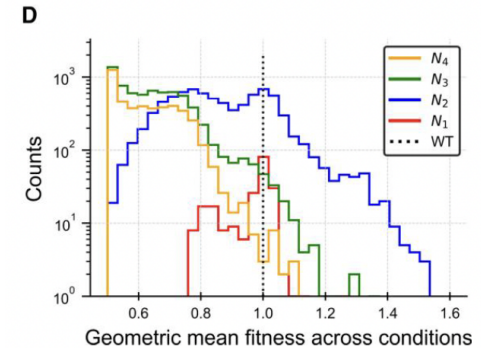 D
Counts
10³
10²
10¹
10⁰
0.6 0.8 1.0 1.2 1.4 1.6
Geometric mean fitness across conditions
N₄
N₃
N₂
N₁
WT